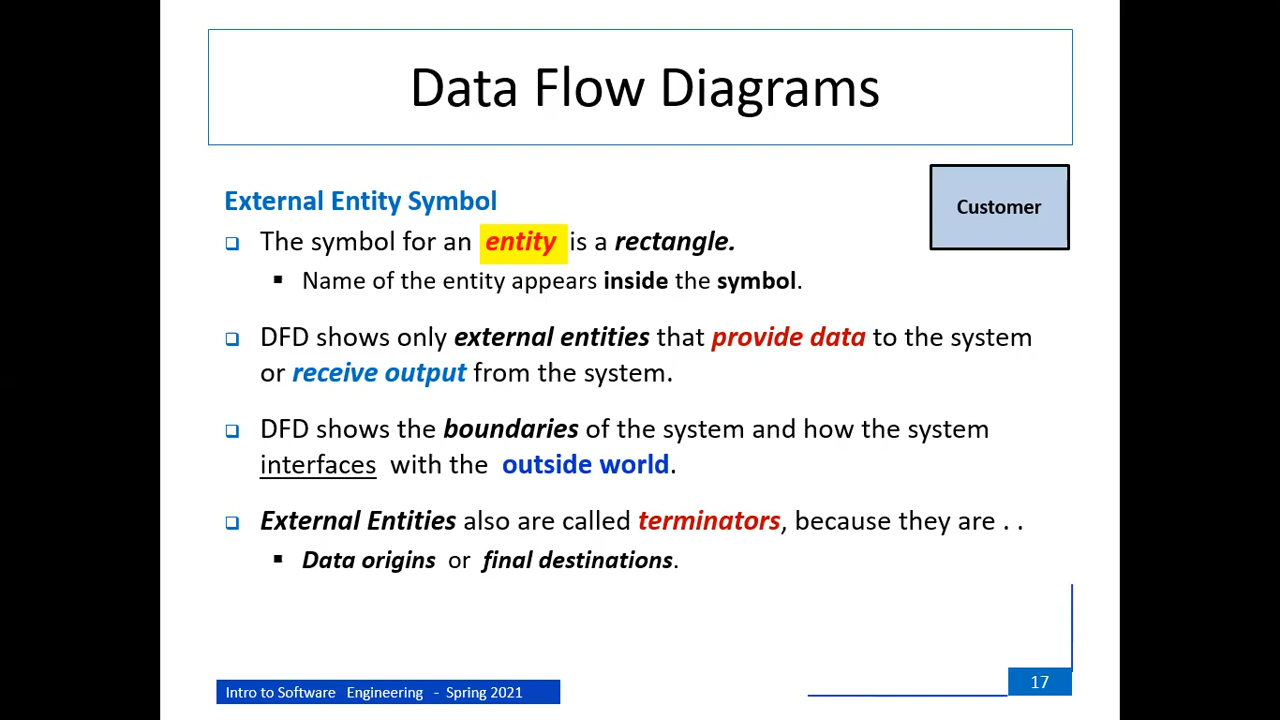 Data Flow Diagrams
External Entity Symbol
Customer
The symbol for an entity is a rectangle.
Name of the entity appears inside the symbol.
DFD shows only external entities that provide data to the system
or receive output from the system.
DFD shows the boundaries of the system and how the system
interfaces with the outside world.
External Entities also are called terminators, because they are . .
Data origins or final destinations.
Intro to Software Engineering - Spring 2021
17